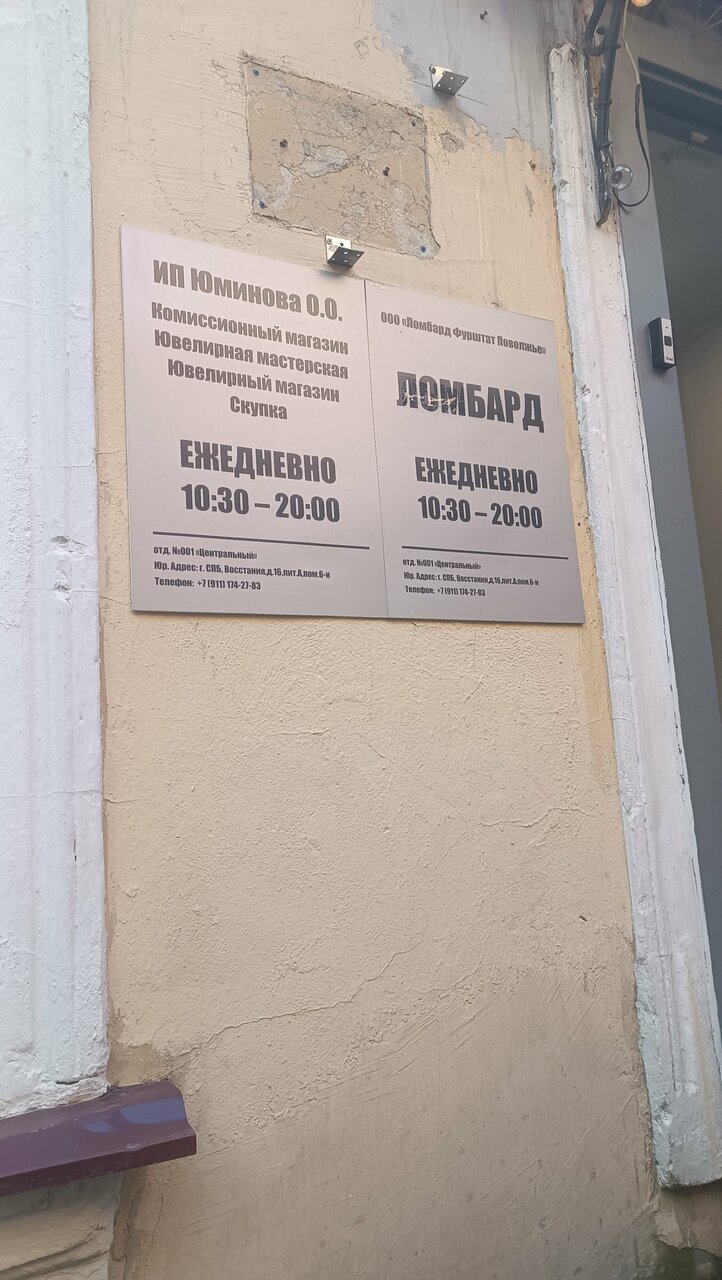 ИП Юминова О.О.
Комиссионный магазин
Ювелирная мастерская
Ювелирный магазин
Скупка
ЕЖЕДНЕВНО
10:30 – 20:00
отд. №001 «Центральный»
Юр. Адрес: г. СПБ, Восстания,д.16,лит.А,пом.6-н
Телефон: +7 (911) 174-27-83
ООО «Ломбард Фурштат Поволжье»
ЛОМБАРД
ЕЖЕДНЕВНО
10:30 – 20:00
отд. №001 «Центральный»
Юр. Адрес: г. СПБ, Восстания,д.16,лит.А,пом.6-н
Телефон: +7 (911) 174-27-83